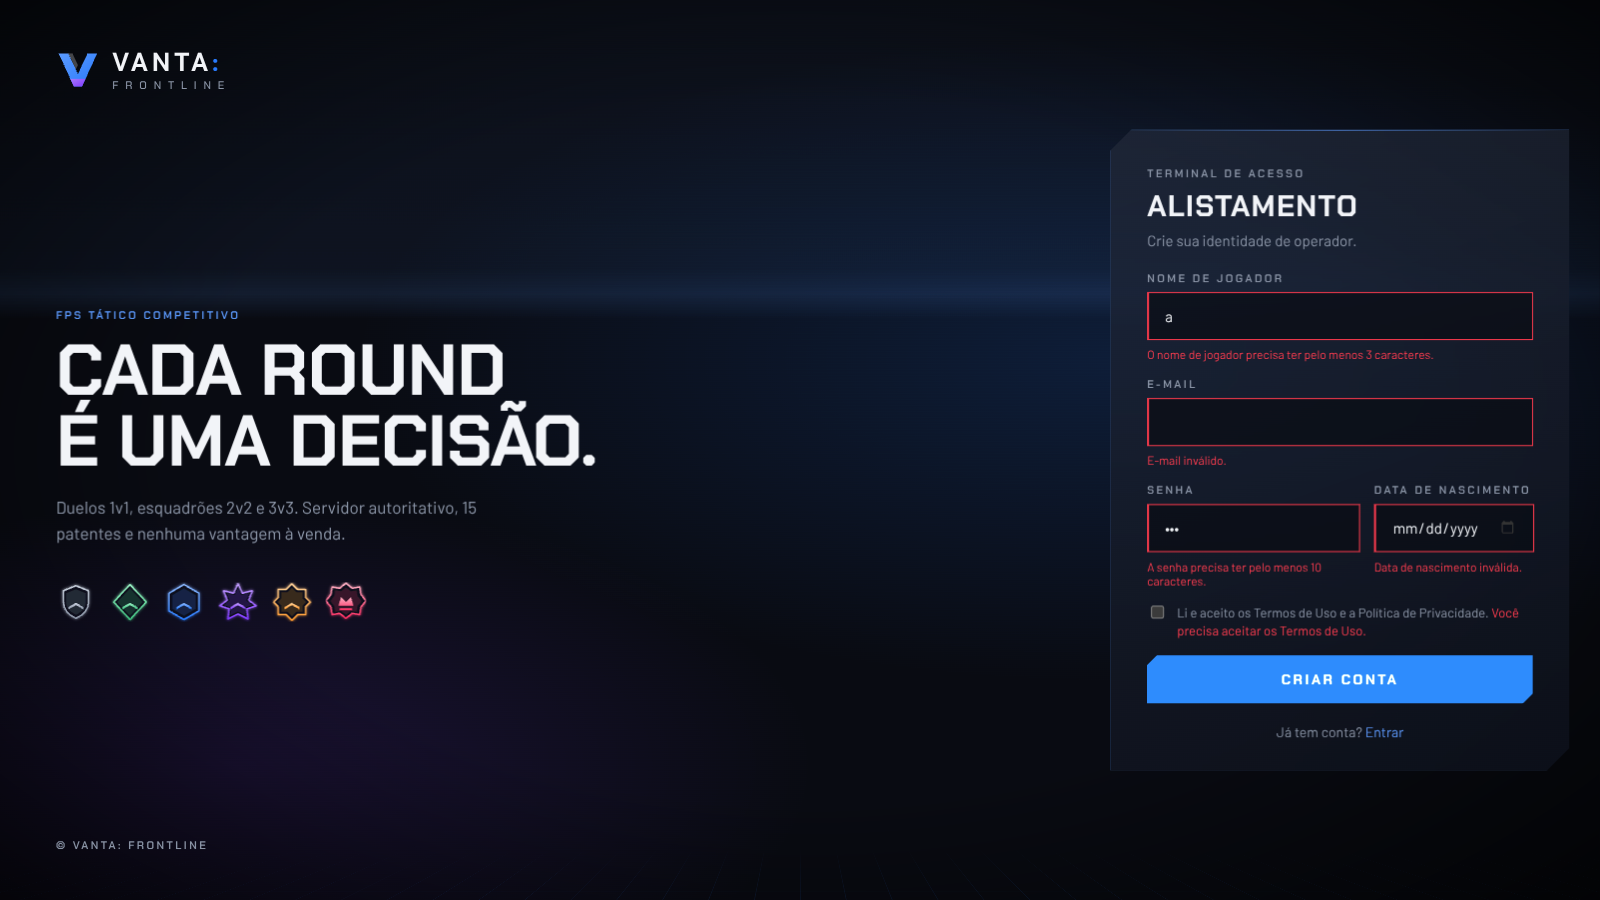 VANTA:
FRONTLINE
FPS TÁTICO COMPETITIVO
CADA ROUND
É UMA DECISÃO.
Duelos 1v1, esquadrões 2v2 e 3v3. Servidor autoritativo, 15
patentes e nenhuma vantagem à venda.
© VANTA: FRONTLINE
TERMINAL DE ACESSO
ALISTAMENTO
Crie sua identidade de operador.
NOME DE JOGADOR
a
O nome de jogador precisa ter pelo menos 3 caracteres.
E-MAIL
E-mail inválido.
SENHA
•••
A senha precisa ter pelo menos 10
caracteres.
DATA DE NASCIMENTO
mm/dd/yyyy
Data de nascimento inválida.
Li e aceito os Termos de Uso e a Política de Privacidade. Você
precisa aceitar os Termos de Uso.
CRIAR CONTA
Já tem conta? Entrar